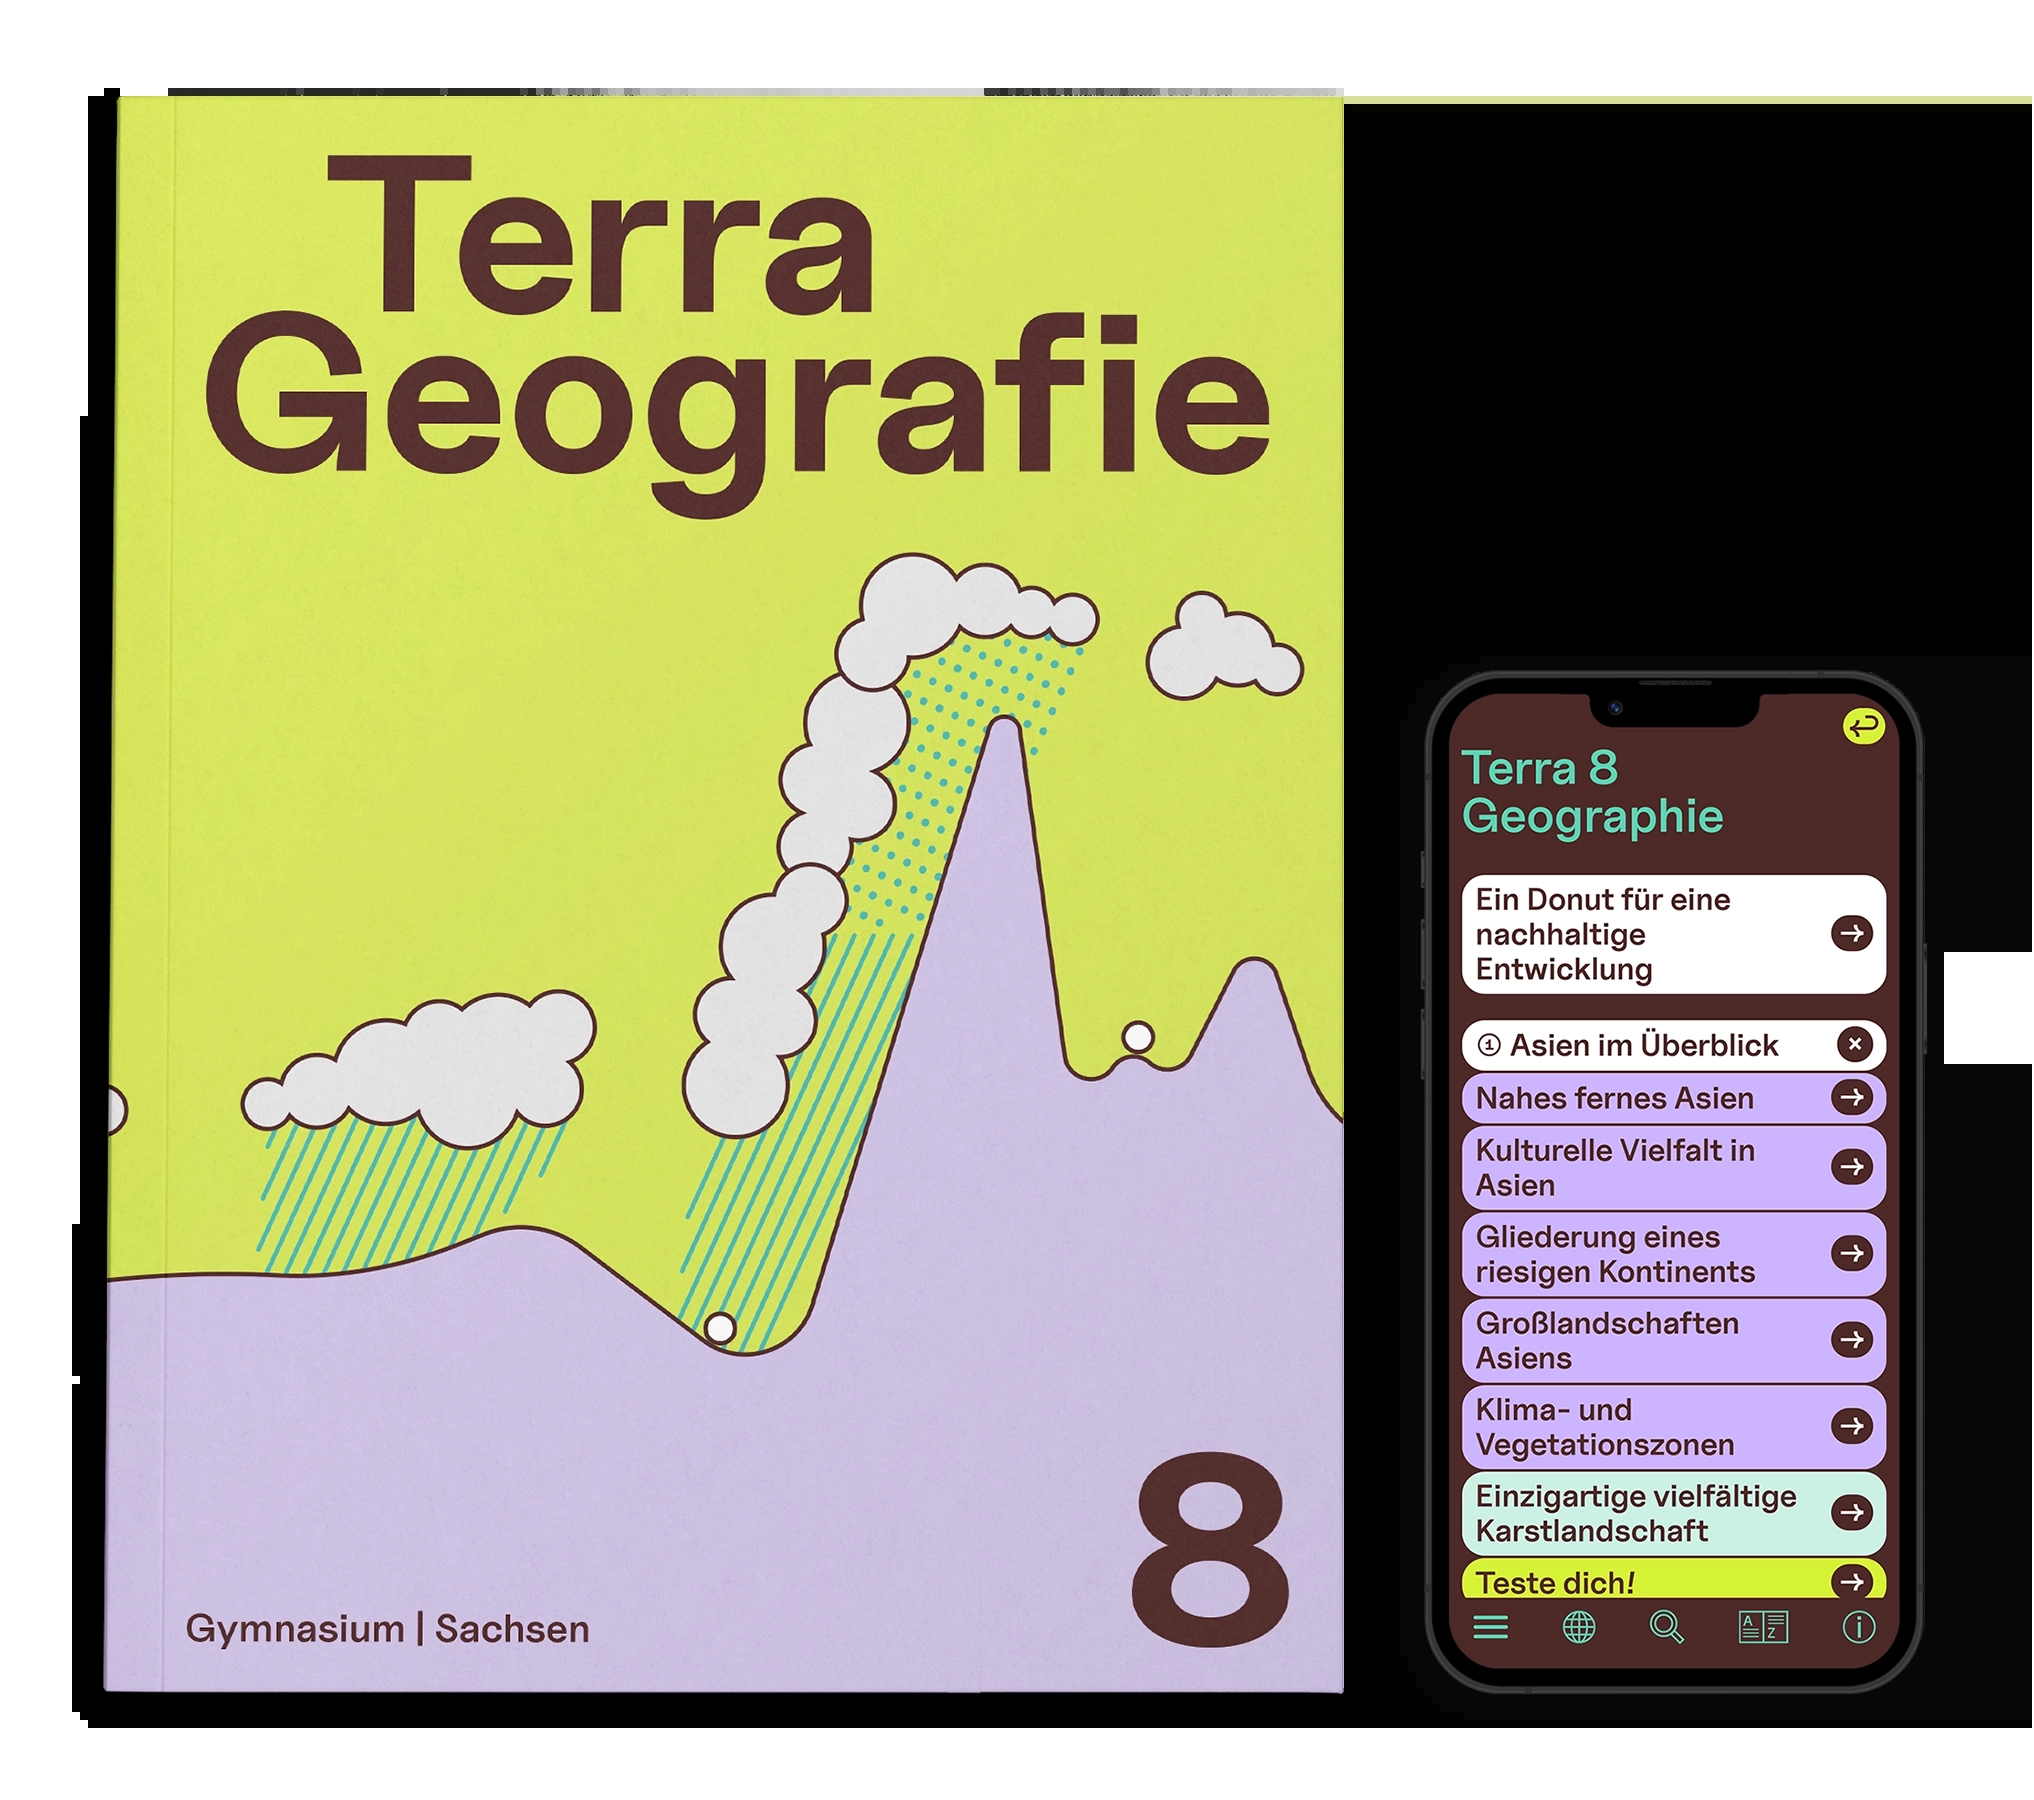 Terra
Geografie
8
Gymnasium | Sachsen
Terra 8
Geographie
Ein Donut für eine
nachhaltige
Entwicklung
① Asien im Überblick
Nahes fernes Asien
Kulturelle Vielfalt in
Asien
Gliederung eines
riesigen Kontinents
Großlandschaften
Asiens
Klima- und
Vegetationszonen
Einzigartige vielfältige
Karstlandschaft
Teste dich!
A
Z
i